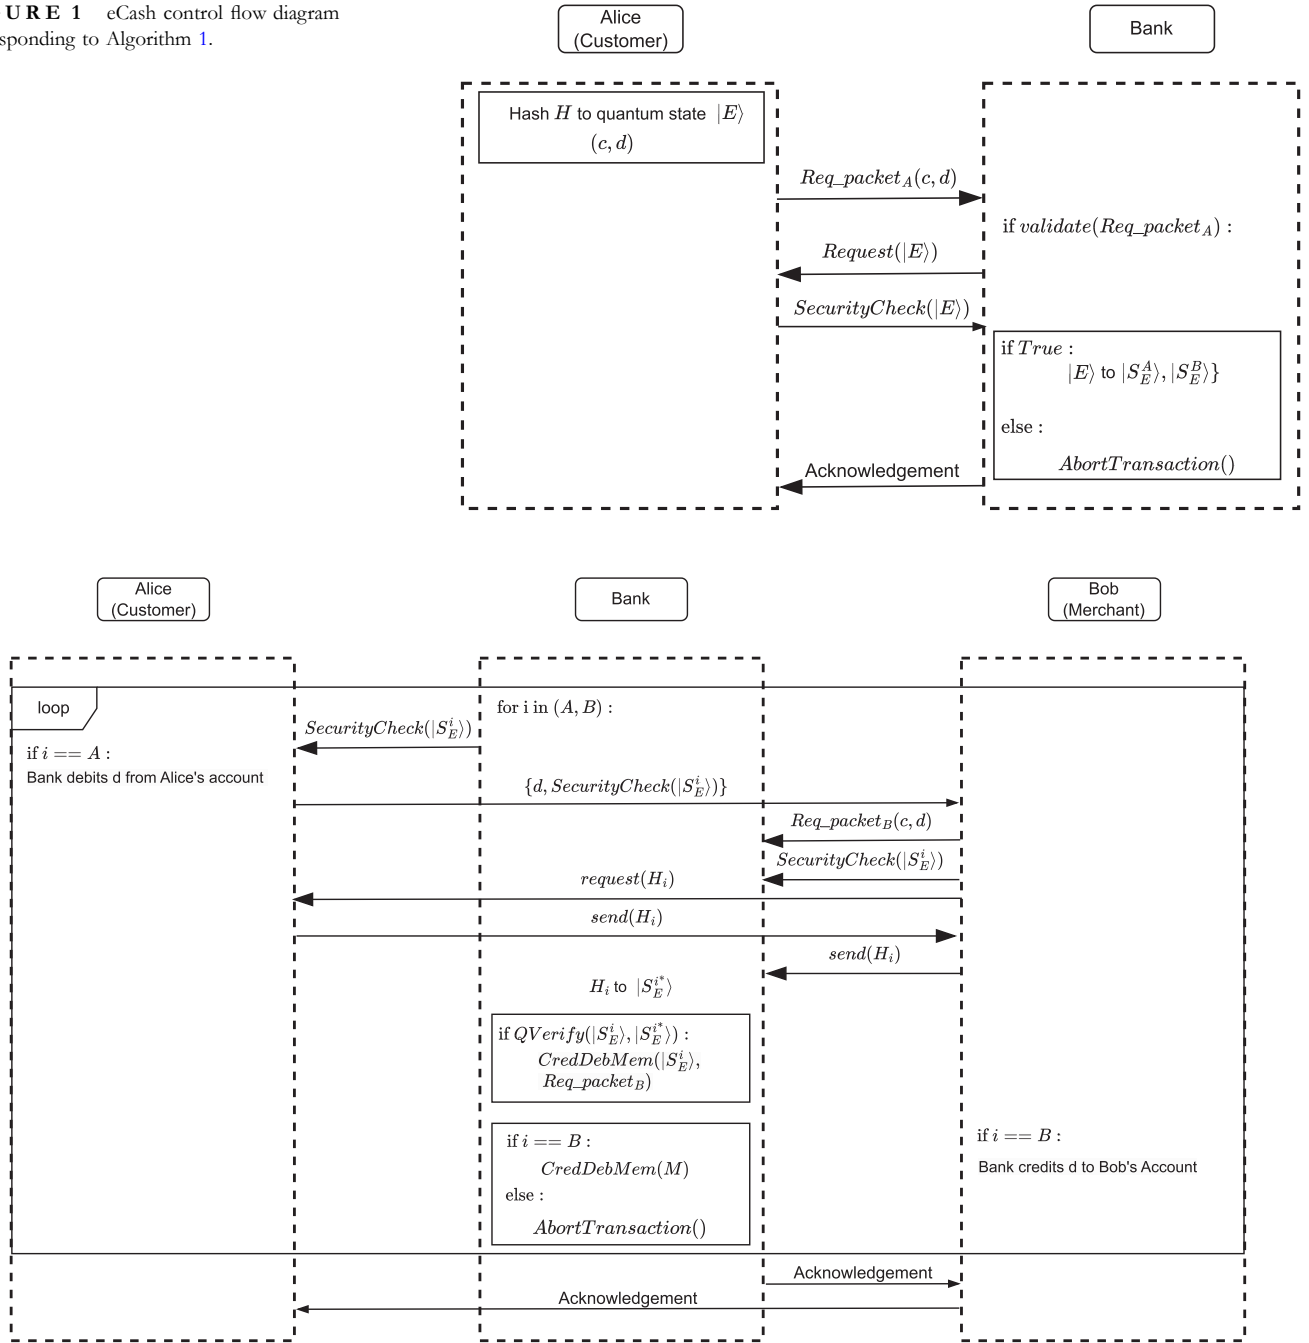 URE 1 eCash control flow diagram
sponding to Algorithm 1.
Alice
(Customer)
Bank
Hash H to quantum state |E⟩
(c, d)
Req_packet_A(c, d)
if validate(Req_packet_A) :
Request(|E⟩)
SecurityCheck(|E⟩)
if True :
|E⟩ to |S_E^A⟩, |S_E^B⟩}
else :
AbortTransaction()
Acknowledgement
Alice
(Customer)
Bank
Bob
(Merchant)
loop
for i in (A, B) :
SecurityCheck(|S_E^i⟩)
if i == A :
Bank debits d from Alice's account
{d, SecurityCheck(|S_E^i⟩)}
Req_packet_B(c, d)
SecurityCheck(|S_E^i⟩)
request(H_i)
send(H_i)
send(H_i)
H_i to |S_E^{i*}⟩
if QVerify(|S_E^i⟩, |S_E^{i*}⟩) :
CredDebMem(|S_E^i⟩,
Req_packet_B)
if i == B :
CredDebMem(M)
else :
AbortTransaction()
if i == B :
Bank credits d to Bob's Account
Acknowledgement
Acknowledgement